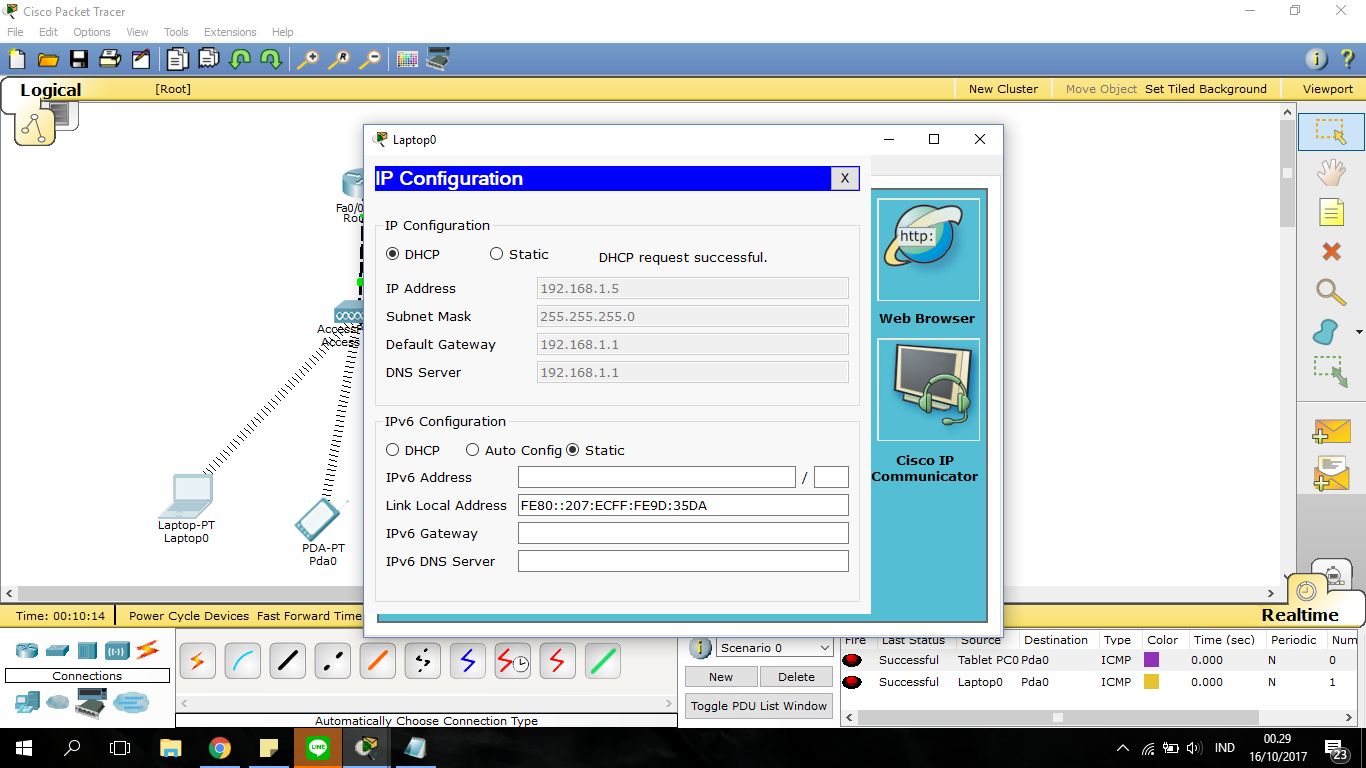 Cisco Packet Tracer
File Edit Options View Tools Extensions Help
Logical
[Root]
New Cluster
Move Object
Set Tiled Background
Viewport
Fa0/0
Rou
AccessP
Access
Laptop-PT
Laptop0
PDA-PT
Pda0
Laptop0
IP Configuration
X
IP Configuration
DHCP
Static
DHCP request successful.
IP Address
192.168.1.5
Subnet Mask
255.255.255.0
Default Gateway
192.168.1.1
DNS Server
192.168.1.1
IPv6 Configuration
DHCP
Auto Config
Static
IPv6 Address
/
Link Local Address
FE80::207:ECFF:FE9D:35DA
IPv6 Gateway
IPv6 DNS Server
http:
Web Browser
Cisco IP
Communicator
Time: 00:10:14
Power Cycle Devices Fast Forward Time
Realtime
Connections
Automatically Choose Connection Type
Scenario 0
New
Delete
Toggle PDU List Window
Fire Last Status Source Destination Type Color Time (sec) Periodic Num
Successful Tablet PC0 Pda0 ICMP 0.000 N 0
Successful Laptop0 Pda0 ICMP 0.000 N 1
LINE
IND
00.29
16/10/2017
23